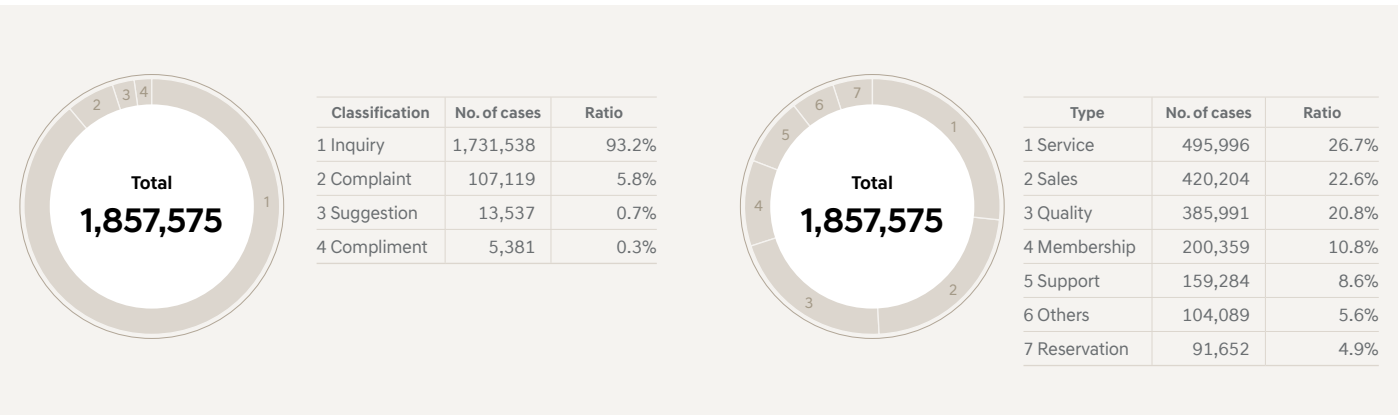 1
2
3
4
Total
1,857,575
Classification No. of cases Ratio
1 Inquiry 1,731,538 93.2%
2 Complaint 107,119 5.8%
3 Suggestion 13,537 0.7%
4 Compliment 5,381 0.3%
1
2
3
4
5
6
7
Total
1,857,575
Type No. of cases Ratio
1 Service 495,996 26.7%
2 Sales 420,204 22.6%
3 Quality 385,991 20.8%
4 Membership 200,359 10.8%
5 Support 159,284 8.6%
6 Others 104,089 5.6%
7 Reservation 91,652 4.9%